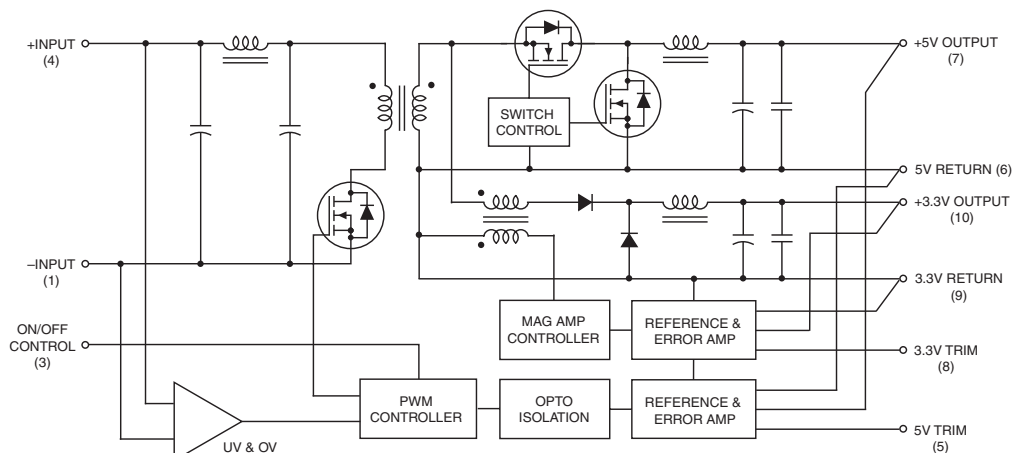 +INPUT
(4)
–INPUT
(1)
ON/OFF
CONTROL
(3)
SWITCH
CONTROL
+5V OUTPUT
(7)
5V RETURN (6)
+3.3V OUTPUT
(10)
3.3V RETURN
(9)
MAG AMP
CONTROLLER
REFERENCE &
ERROR AMP
3.3V TRIM
(8)
PWM
CONTROLLER
OPTO
ISOLATION
REFERENCE &
ERROR AMP
5V TRIM
(5)
UV & OV